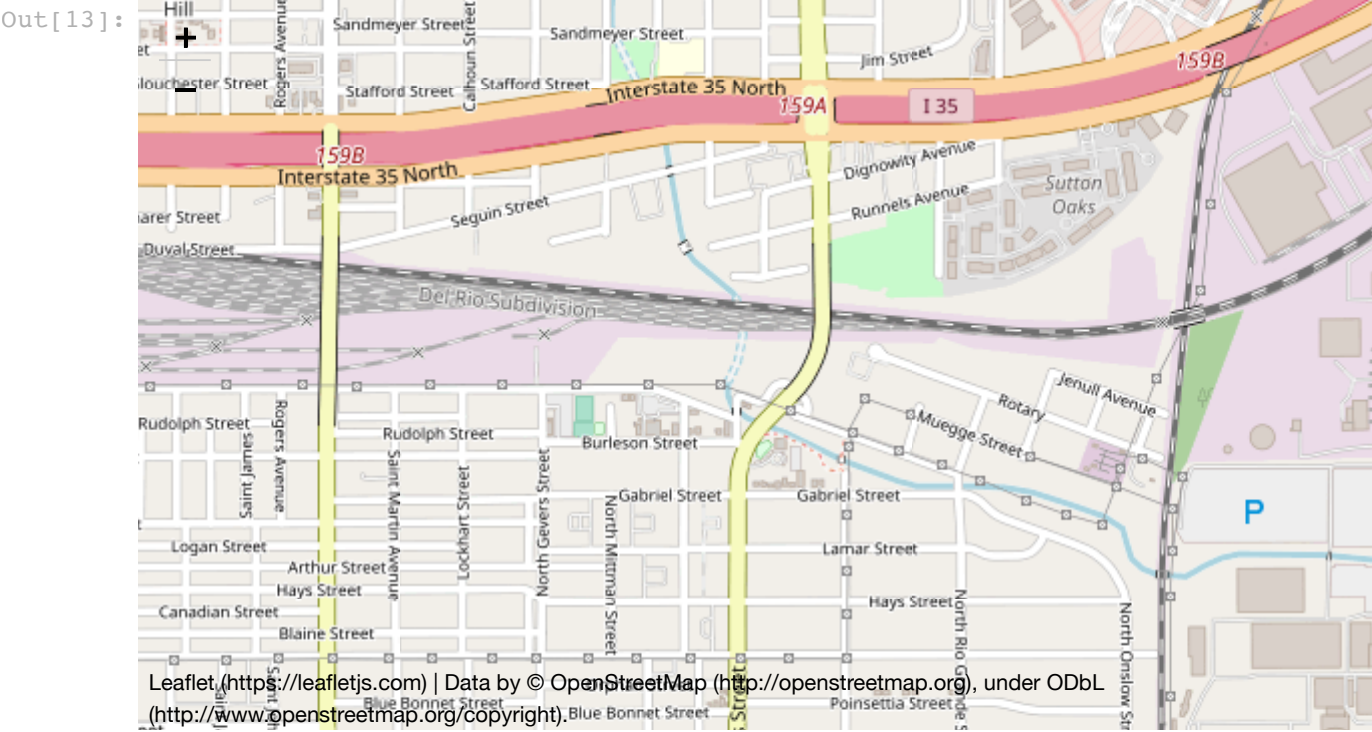 Out[13]:
Hill
+
−
Rogers Avenue
Sandmeyer Street
Calhoun Street
Sandmeyer Street
Jim Street
159B
Stafford Street
Stafford Street
Interstate 35 North
159A
I 35
159B
Interstate 35 North
Dignowity Avenue
Runnels Avenue
Sutton
Oaks
Seguin Street
Duval Street
Del Rio Subdivision
Jenull Avenue
Rotary
Muegge Street
Rudolph Street
Rogers Avenue
Saint James
Rudolph Street
Burleson Street
Saint Martin Avenue
Lockhart Street
North Gevers Street
North Mittman Street
Gabriel Street
Gabriel Street
P
Logan Street
Lamar Street
Arthur Street
Hays Street
Hays Street
Canadian Street
Blaine Street
North Rio Grande S
North Onslow Str
s Street
Leaflet (https://leafletjs.com) | Data by © OpenStreetMap (http://openstreetmap.org), under ODbL
(http://www.openstreetmap.org/copyright).
Blue Bonnet Street
Blue Bonnet Street
Poinsettia Street